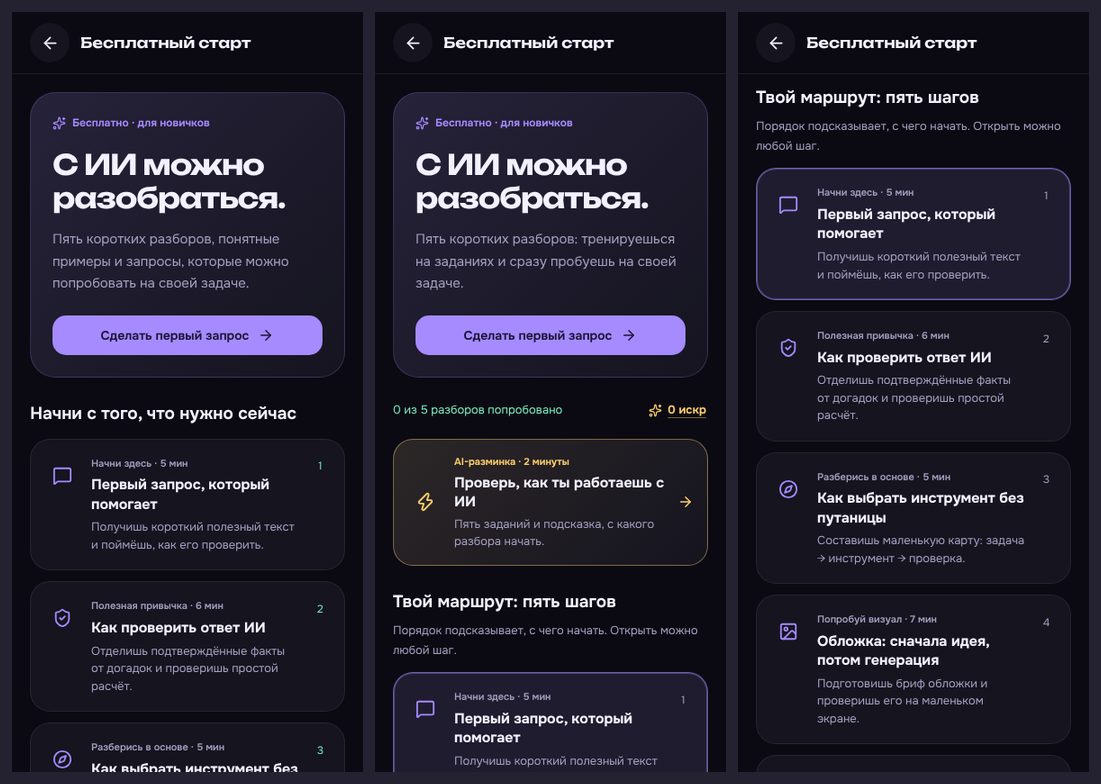 Бесплатный старт
Бесплатно · для новичков
С ИИ можно
разобраться.
Пять коротких разборов, понятные
примеры и запросы, которые можно
попробовать на своей задаче.
Сделать первый запрос →
Начни с того, что нужно сейчас
Начни здесь · 5 мин
1
Первый запрос, который
помогает
Получишь короткий полезный текст
и поймёшь, как его проверить.
Полезная привычка · 6 мин
2
Как проверить ответ ИИ
Отделишь подтверждённые факты
от догадок и проверишь простой
расчёт.
Разберись в основе · 5 мин
3
Как выбрать инструмент без
Бесплатный старт
Бесплатно · для новичков
С ИИ можно
разобраться.
Пять коротких разборов: тренируешься
на заданиях и сразу пробуешь на своей
задаче.
Сделать первый запрос →
0 из 5 разборов попробовано
0 искр
AI-разминка · 2 минуты
Проверь, как ты работаешь с
ИИ
Пять заданий и подсказка, с какого
разбора начать.
Твой маршрут: пять шагов
Порядок подсказывает, с чего начать. Открыть можно
любой шаг.
Начни здесь · 5 мин
1
Первый запрос, который
помогает
Получишь короткий полезный текст
Бесплатный старт
Твой маршрут: пять шагов
Порядок подсказывает, с чего начать. Открыть можно
любой шаг.
Начни здесь · 5 мин
1
Первый запрос, который
помогает
Получишь короткий полезный текст
и поймёшь, как его проверить.
Полезная привычка · 6 мин
2
Как проверить ответ ИИ
Отделишь подтверждённые факты
от догадок и проверишь простой
расчёт.
Разберись в основе · 5 мин
3
Как выбрать инструмент без
путаницы
Составишь маленькую карту: задача
→ инструмент → проверка.
Попробуй визуал · 7 мин
4
Обложка: сначала идея,
потом генерация
Подготовишь бриф обложки и
проверишь его на маленьком
экране.